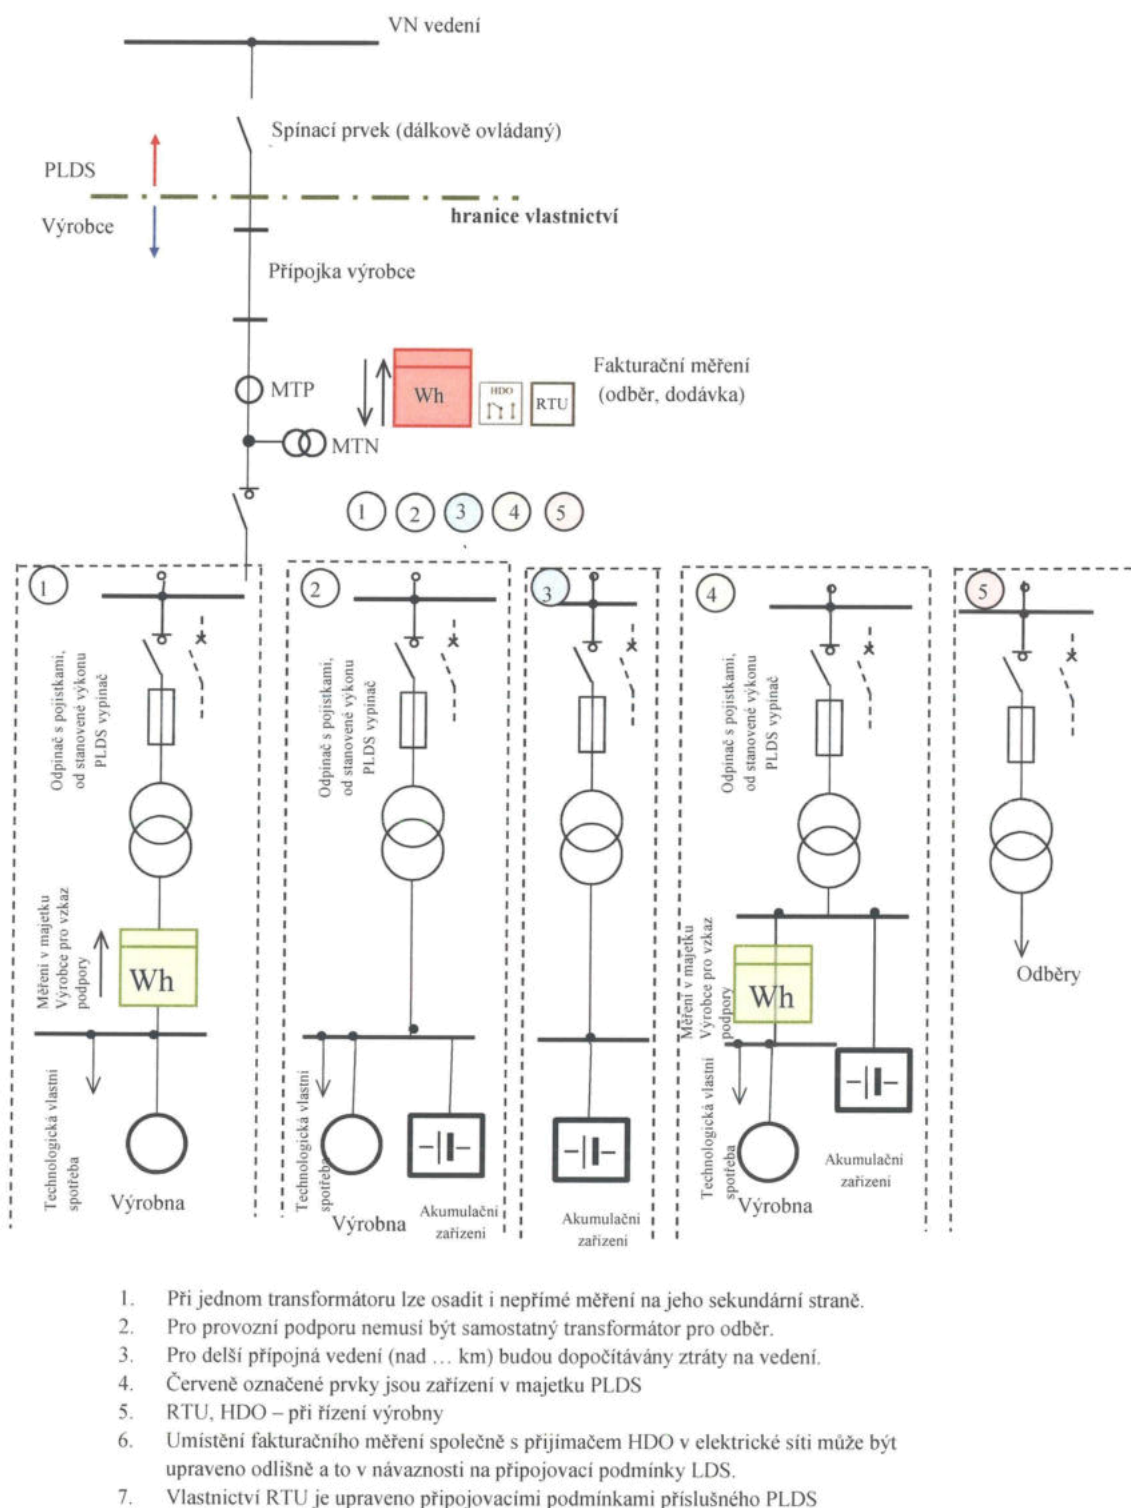 VN vedení
Spínací prvek (dálkově ovládaný)
PLDS
hranice vlastnictví
Výrobce
Přípojka výrobce
MTP
Wh
HDO
RTU
Fakturační měření
(odběr, dodávka)
MTN
1 2 3 4 5
1
Odpínač s pojistkami,
od stanovené výkonu
PLDS vypínač
Měření v majetku
Výrobce pro vzkaz
podpory
Wh
Technologická vlastní
spotřeba
Výrobna
2
Odpínač s pojistkami,
od stanovené výkonu
PLDS vypínač
Technologická vlastní
spotřeba
Výrobna
Akumulační
zařízení
3
Akumulační
zařízení
4
Odpínač s pojistkami,
od stanovené výkonu
PLDS vypínač
Měření v majetku
Výrobce pro vzkaz
podpory
Wh
Technologická vlastní
spotřeba
Výrobna
Akumulační
zařízení
5
Odběry
1. Při jednom transformátoru lze osadit i nepřímé měření na jeho sekundární straně.
2. Pro provozní podporu nemusí být samostatný transformátor pro odběr.
3. Pro delší přípojná vedení (nad … km) budou dopočítávány ztráty na vedení.
4. Červeně označené prvky jsou zařízení v majetku PLDS
5. RTU, HDO – při řízení výrobny
6. Umístění fakturačního měření společně s přijímačem HDO v elektrické síti může být
upraveno odlišně a to v návaznosti na připojovací podmínky LDS.
7. Vlastnictví RTU je upraveno připojovacími podmínkami příslušného PLDS